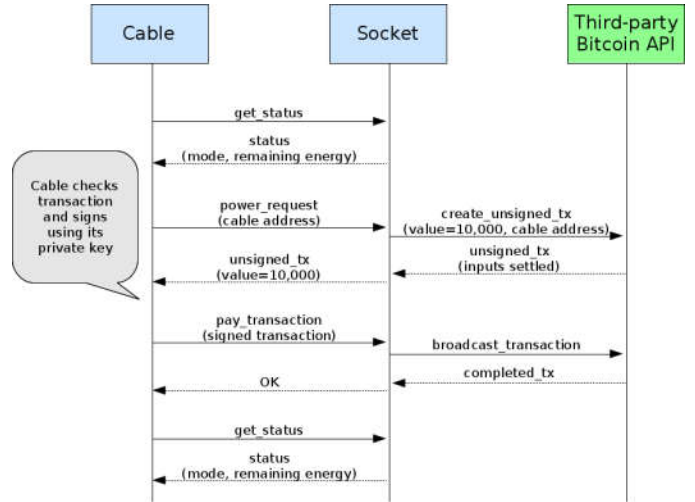 Cable
Socket
Third-party
Bitcoin API
get_status
status
(mode, remaining energy)
Cable checks
transaction
and signs
using its
private key
power_request
(cable address)
create_unsigned_tx
(value=10,000, cable address)
unsigned_tx
(inputs settled)
unsigned_tx
(value=10,000)
pay_transaction
(signed transaction)
broadcast_transaction
completed_tx
OK
get_status
status
(mode, remaining energy)